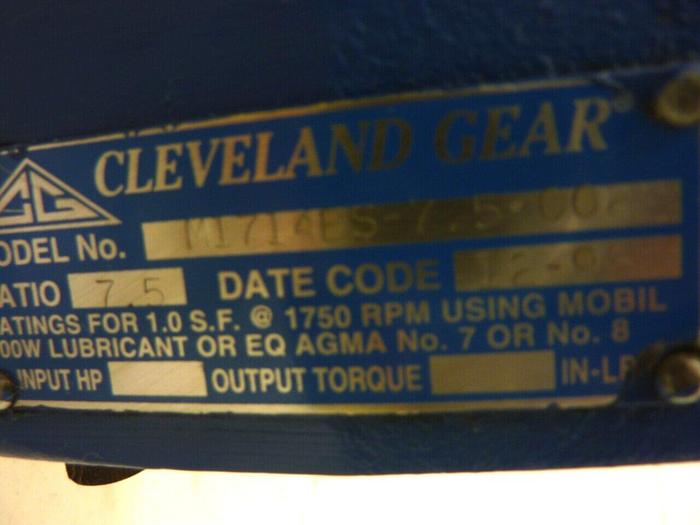 CG CLEVELAND GEAR®
ODEL No.
ATIO 7.5 DATE CODE
ATINGS FOR 1.0 S.F. @ 1750 RPM USING MOBIL
00W LUBRICANT OR EQ AGMA No. 7 OR No. 8
INPUT HP OUTPUT TORQUE IN-L